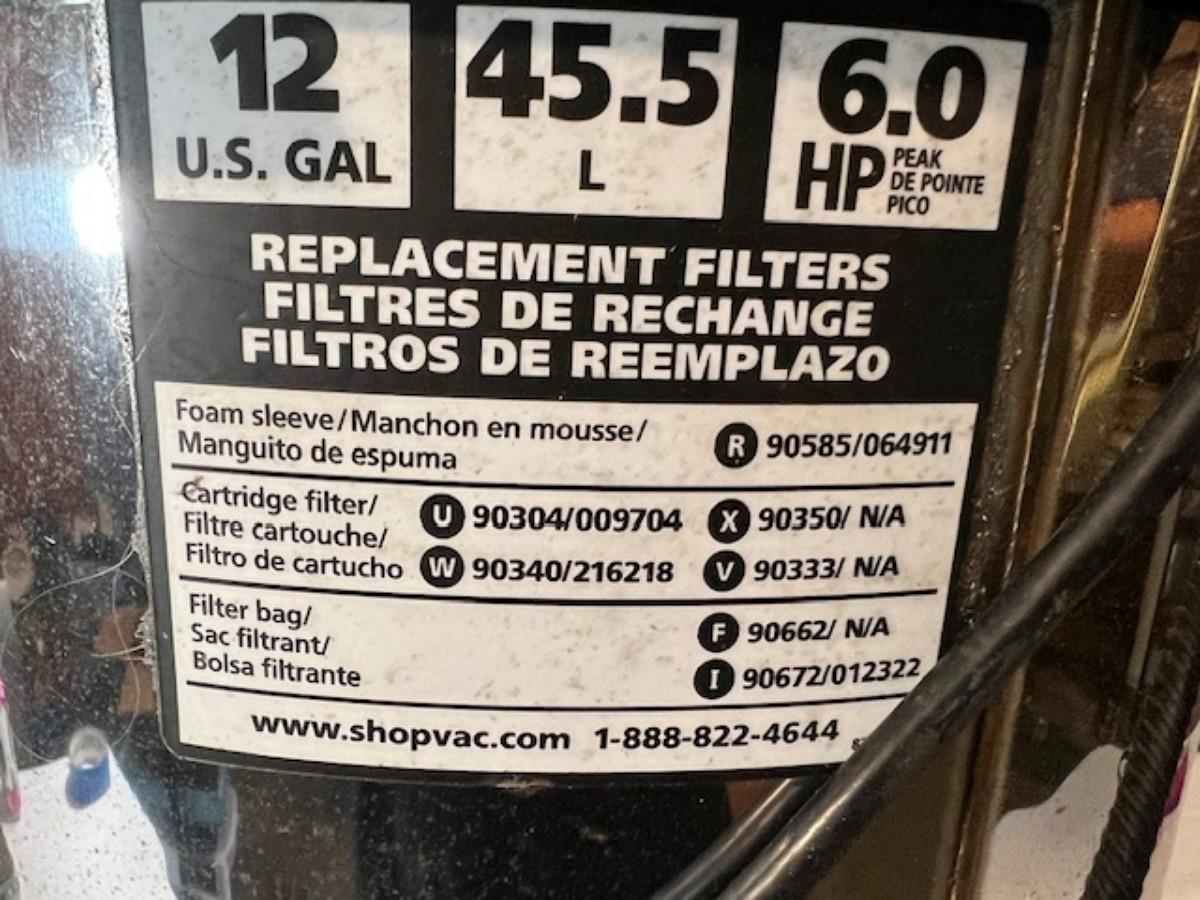 12
U.S. GAL
45.5
L
6.0
HP PEAK
DE POINTE
PICO
REPLACEMENT FILTERS
FILTRES DE RECHANGE
FILTROS DE REEMPLAZO
Foam sleeve/Manchon en mousse/
Manguito de espuma
R 90585/064911
Cartridge filter/
Filtre cartouche/
Filtro de cartucho
U 90304/009704
X 90350/ N/A
W 90340/216218
V 90333/ N/A
Filter bag/
Sac filtrant/
Bolsa filtrante
F 90662/ N/A
I 90672/012322
www.shopvac.com 1-888-822-4644